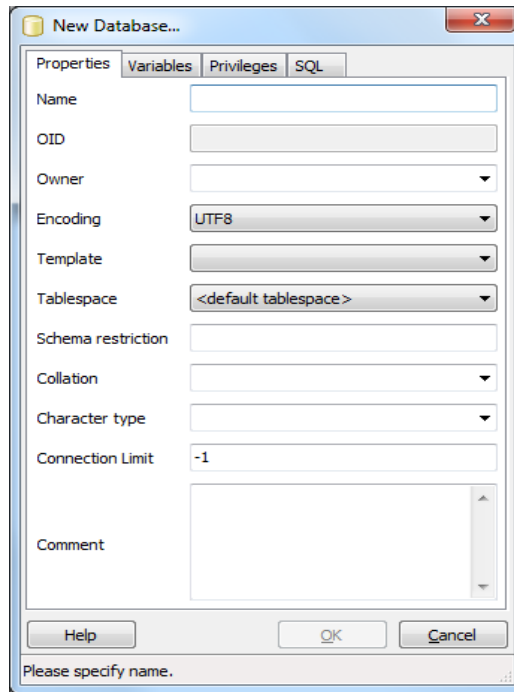 New Database...
Properties Variables Privileges SQL
Name
OID
Owner
Encoding UTF8
Template
Tablespace <default tablespace>
Schema restriction
Collation
Character type
Connection Limit -1
Comment
Help OK Cancel
Please specify name.